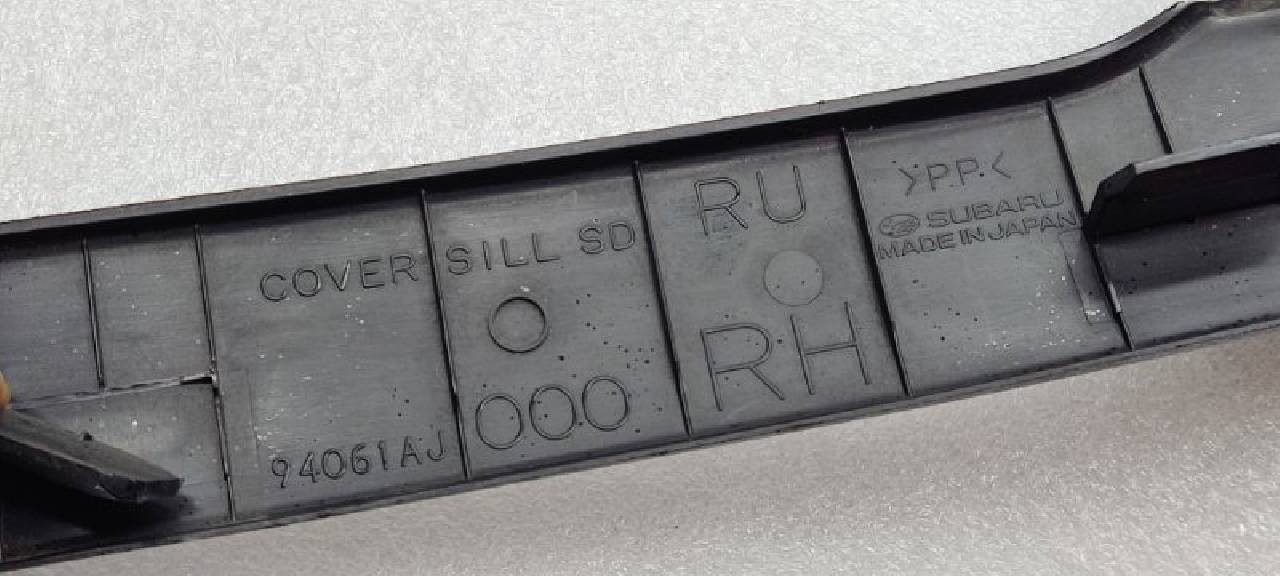 COVER SILL SD
94061AJ 000
RU
RH
>P.P.<
SUBARU
MADE IN JAPAN